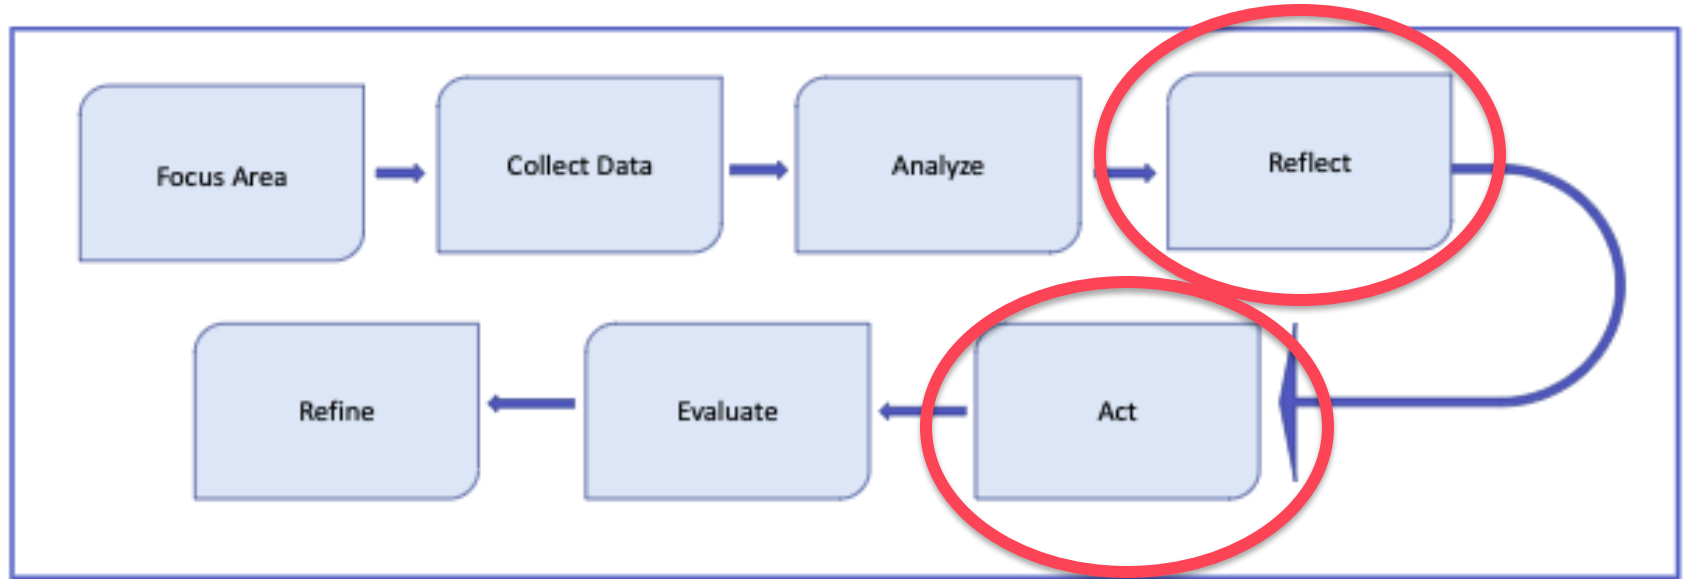 Focus Area
Collect Data
Analyze
Reflect
Act
Evaluate
Refine